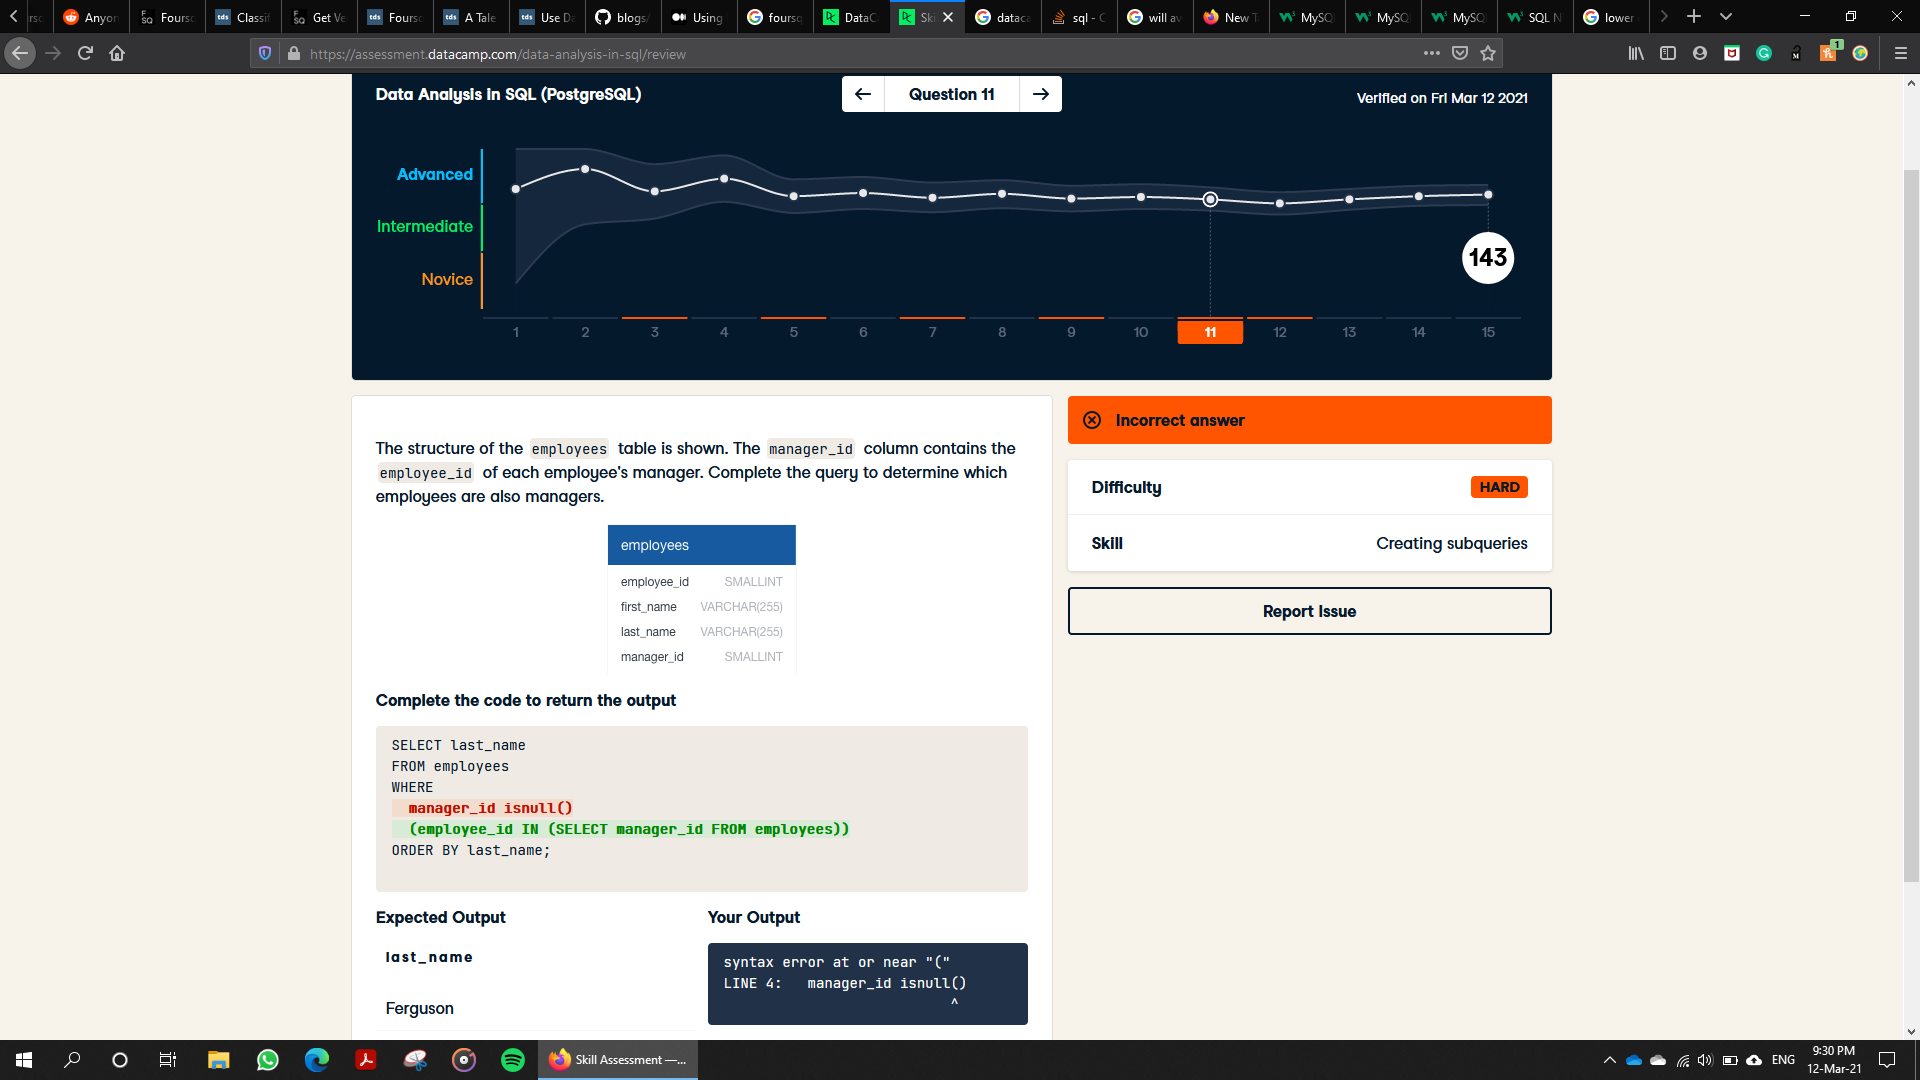 Anyon
Fourso
Classif
Get Ve
Fourso
A Tale
Use Da
blogs/
Using
foursq
DataC
Ski
dataca
sql - C
will av
New T
MySQ
MySQ
MySQ
SQL N
lower
https://assessment.datacamp.com/data-analysis-in-sql/review
1
Data Analysis in SQL (PostgreSQL)
Question 11
Verified on Fri Mar 12 2021
Advanced
Intermediate
Novice
143
1 2 3 4 5 6 7 8 9 10 11 12 13 14 15
The structure of the employees table is shown. The manager_id column contains the
employee_id of each employee's manager. Complete the query to determine which
employees are also managers.
employees
employee_id SMALLINT
first_name VARCHAR(255)
last_name VARCHAR(255)
manager_id SMALLINT
Complete the code to return the output
SELECT last_name
FROM employees
WHERE
manager_id isnull()
(employee_id IN (SELECT manager_id FROM employees))
ORDER BY last_name;
Expected Output
last_name
Ferguson
Your Output
syntax error at or near "("
LINE 4: manager_id isnull()
^
Incorrect answer
Difficulty HARD
Skill Creating subqueries
Report Issue
Skill Assessment —...
ENG
9:30 PM
12-Mar-21